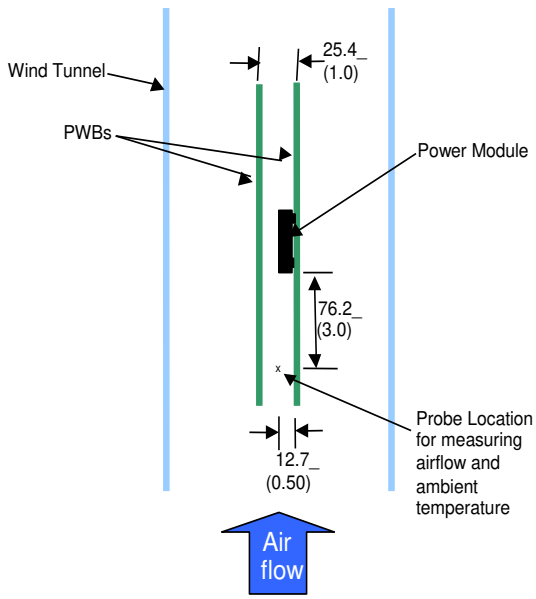 25.4_
(1.0)
Wind Tunnel
PWBs
Power Module
76.2_
(3.0)
x
Probe Location
for measuring
airflow and
ambient
temperature
12.7_
(0.50)
Air
flow